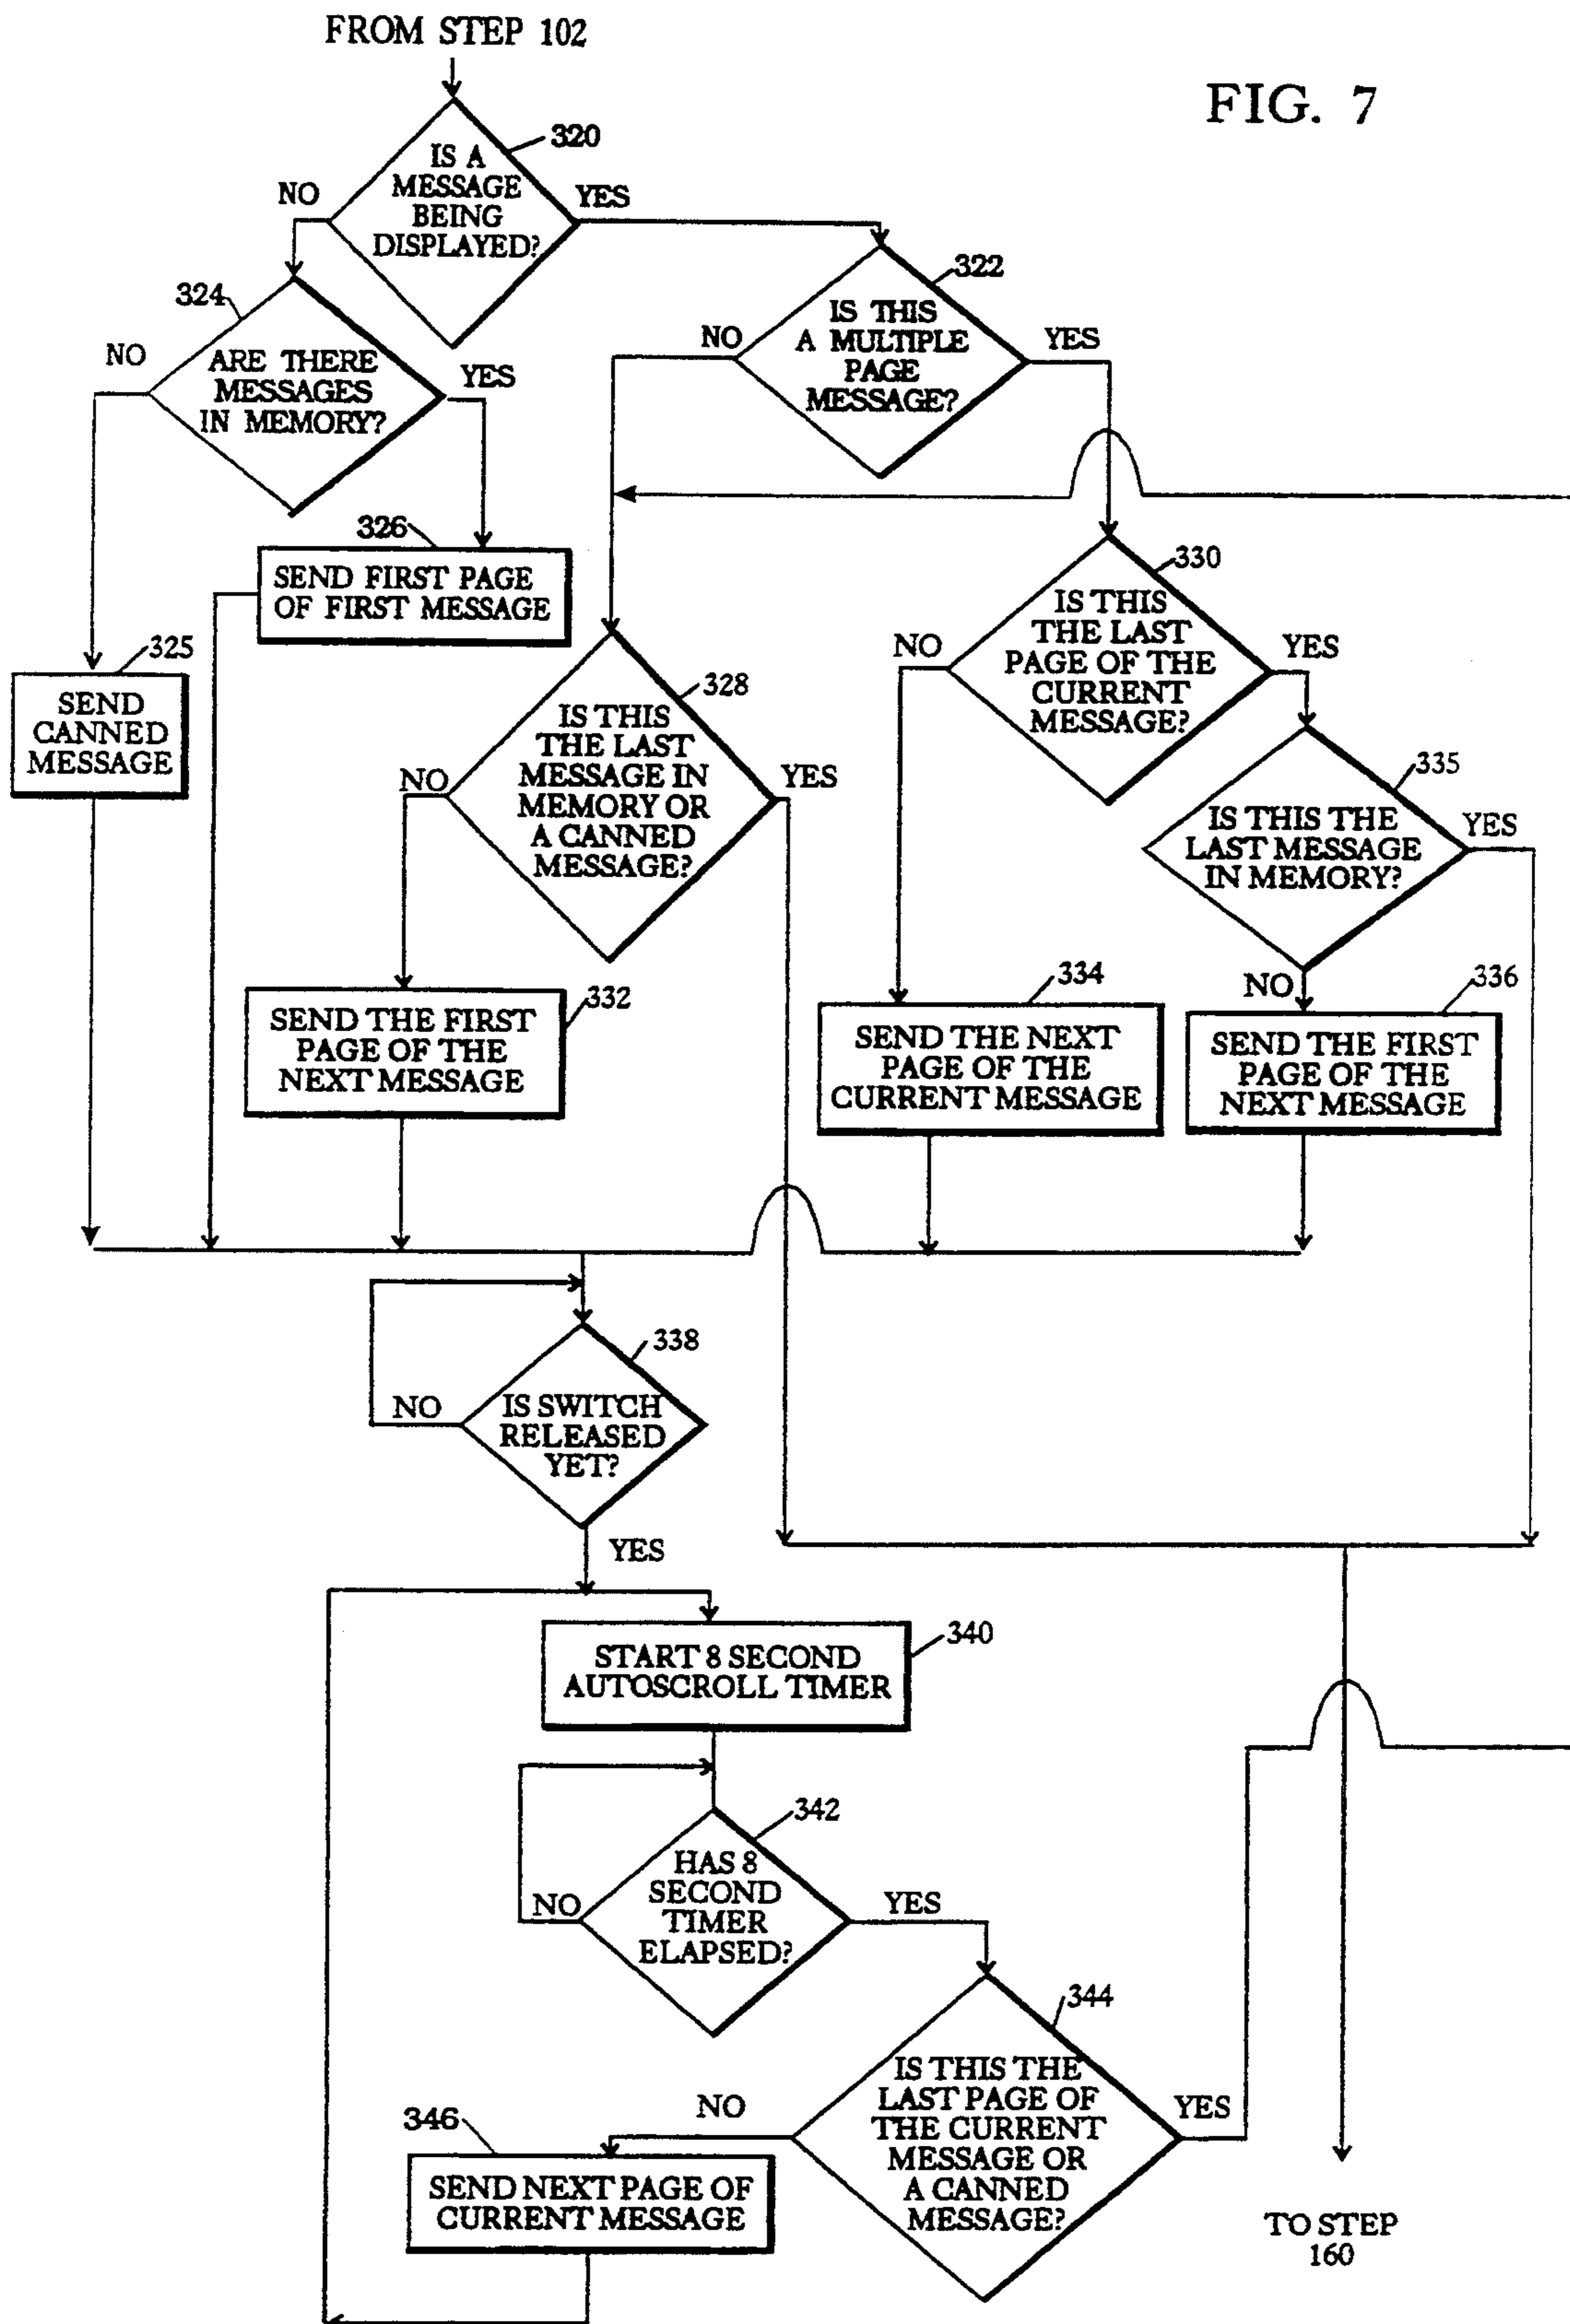 FROM STEP 102
FIG. 7
320
IS A
MESSAGE
BEING
DISPLAYED?
NO
YES
322
IS THIS
A MULTIPLE
PAGE
MESSAGE?
NO
YES
324
ARE THERE
MESSAGES
IN MEMORY?
NO
YES
326
SEND FIRST PAGE
OF FIRST MESSAGE
325
SEND
CANNED
MESSAGE
328
IS THIS
THE LAST
MESSAGE IN
MEMORY OR
A CANNED
MESSAGE?
NO
YES
330
IS THIS
THE LAST
PAGE OF THE
CURRENT
MESSAGE?
NO
YES
335
IS THIS THE
LAST MESSAGE
IN MEMORY?
YES
NO
332
SEND THE FIRST
PAGE OF THE
NEXT MESSAGE
334
SEND THE NEXT
PAGE OF THE
CURRENT MESSAGE
336
SEND THE FIRST
PAGE OF THE
NEXT MESSAGE
338
IS SWITCH
RELEASED
YET?
NO
YES
340
START 8 SECOND
AUTOSCROLL TIMER
342
HAS 8
SECOND
TIMER
ELAPSED?
NO
YES
344
IS THIS THE
LAST PAGE OF
THE CURRENT
MESSAGE OR
A CANNED
MESSAGE?
NO
YES
346
SEND NEXT PAGE OF
CURRENT MESSAGE
TO STEP
160